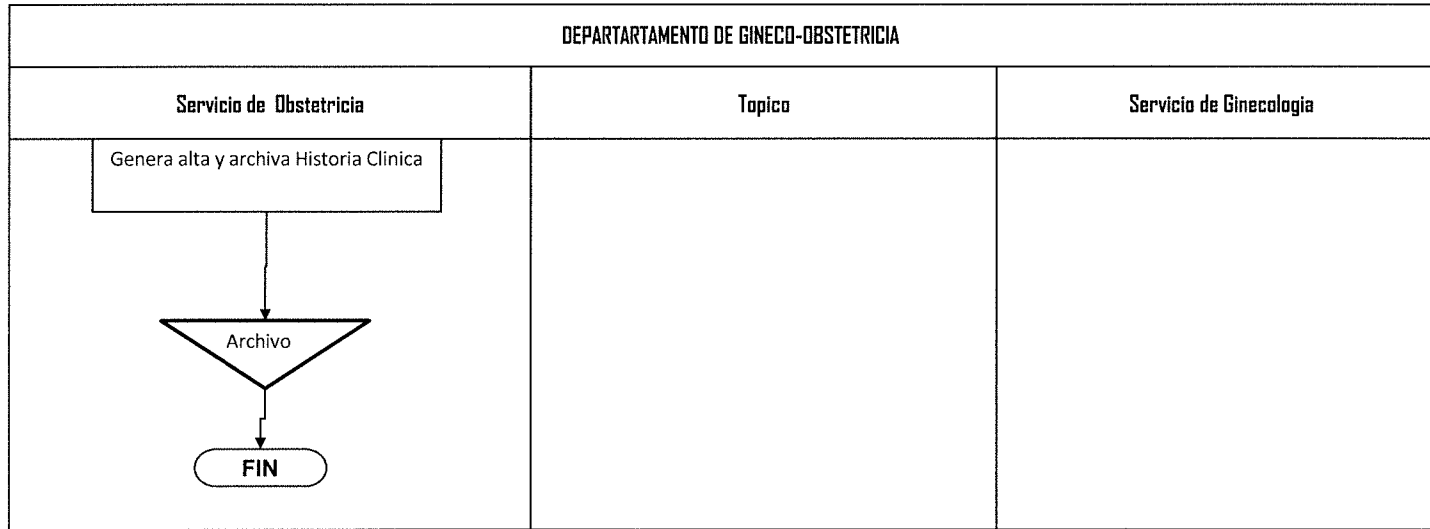 DEPARTARTAMENTO DE GINECO-OBSTETRICIA
Servicio de Obstetricia
Topico
Servicio de Ginecologia
Genera alta y archiva Historia Clinica
Archivo
FIN